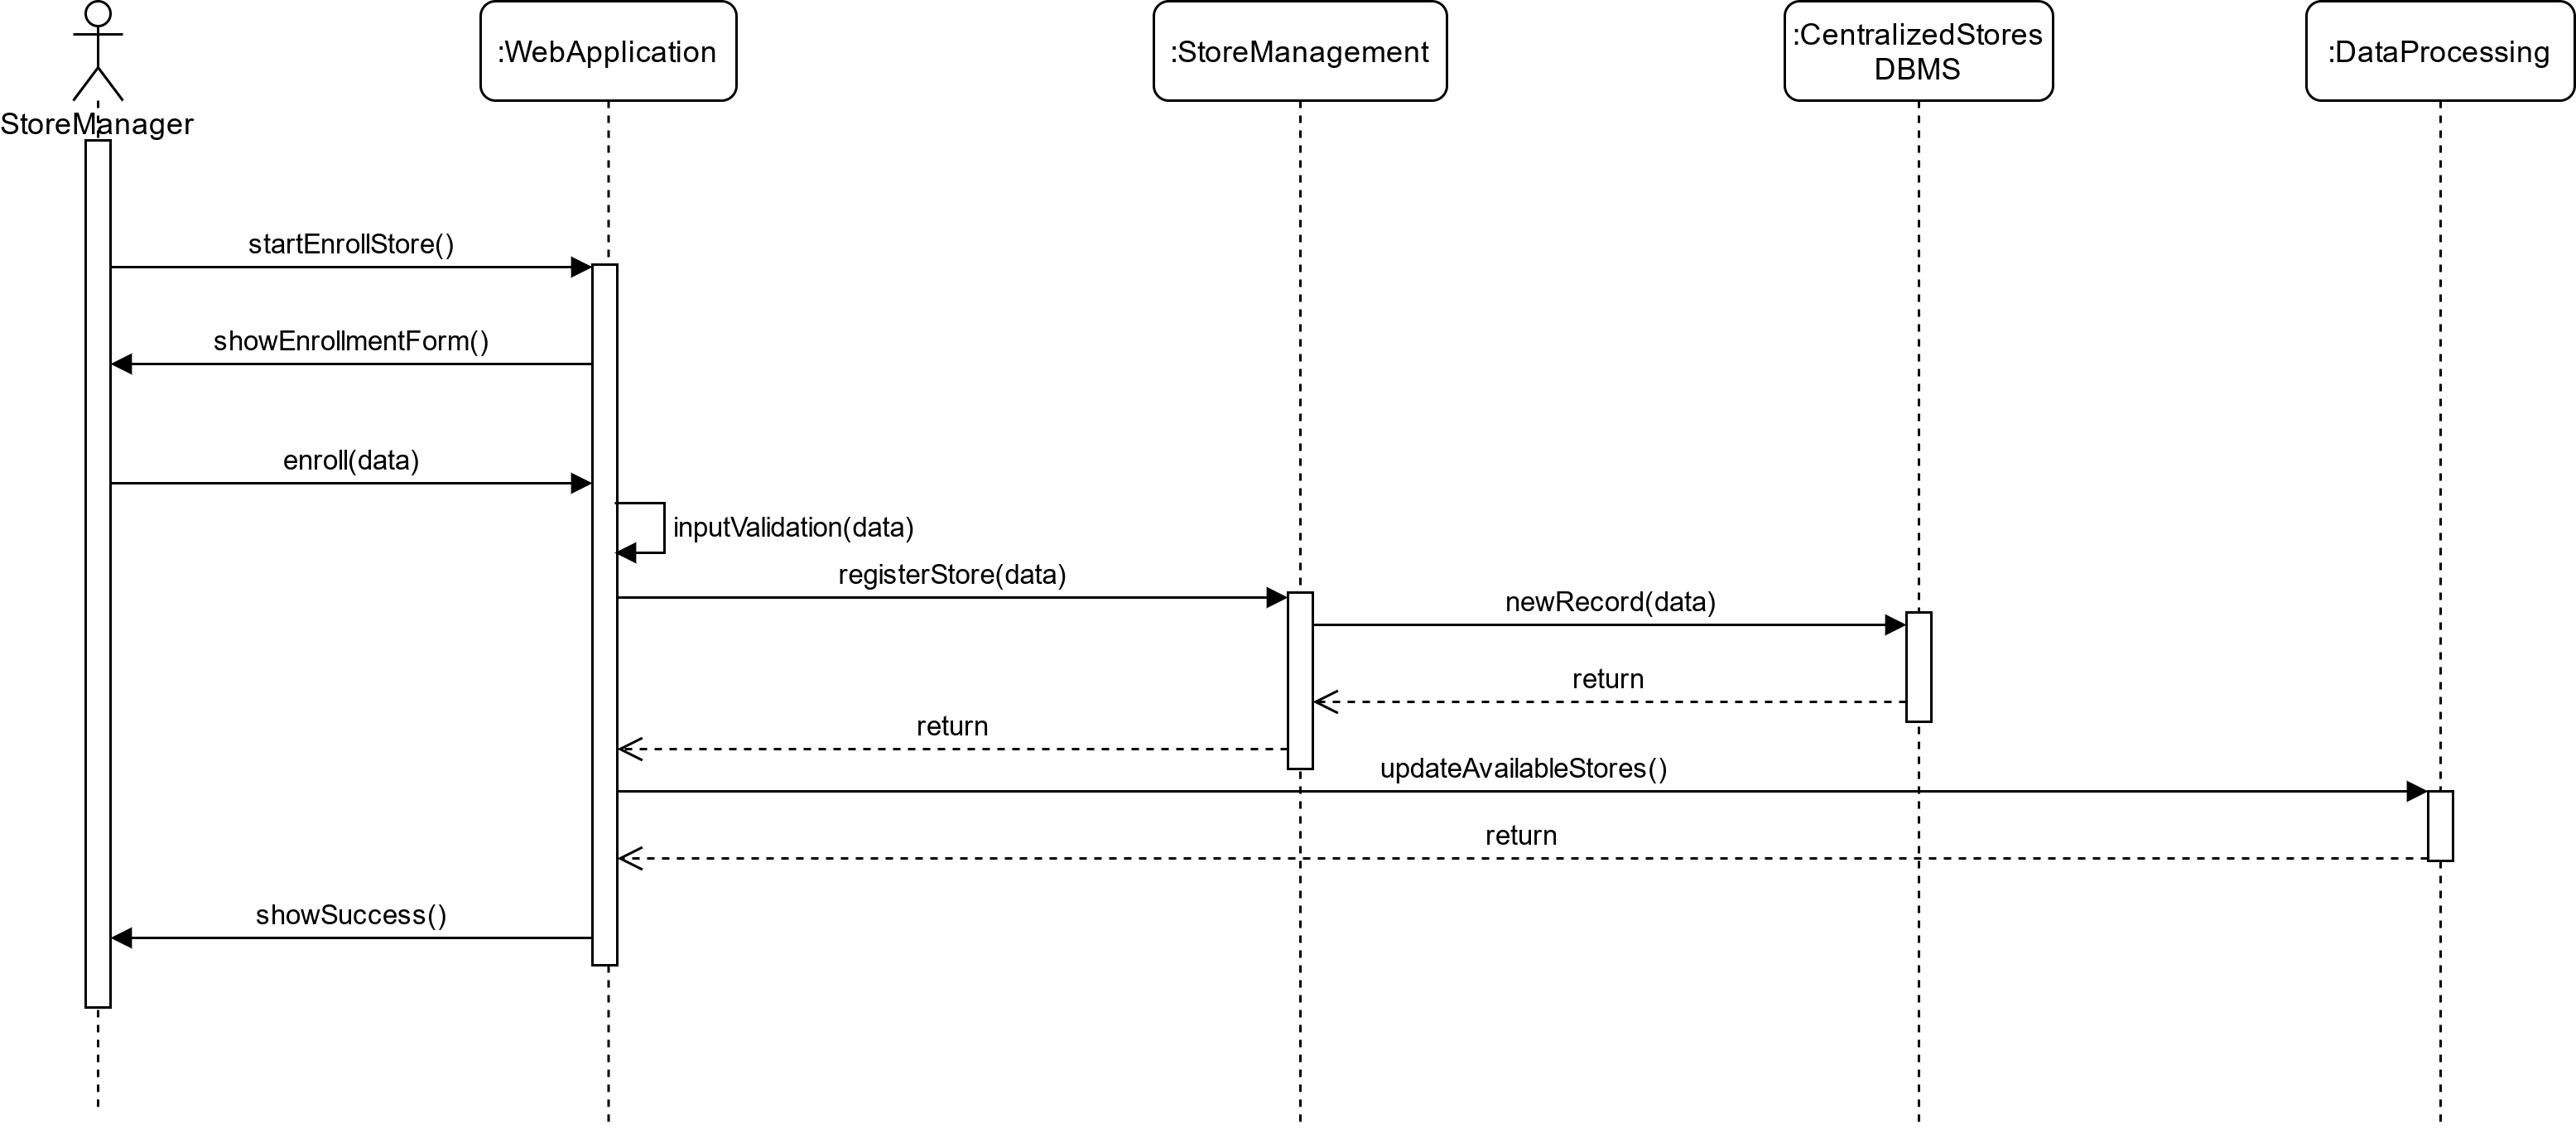 :WebApplication
:StoreManagement
:CentralizedStores
DBMS
:DataProcessing
StoreManager
startEnrollStore()
showEnrollmentForm()
enroll(data)
inputValidation(data)
registerStore(data)
newRecord(data)
return
return
updateAvailableStores()
return
showSuccess()